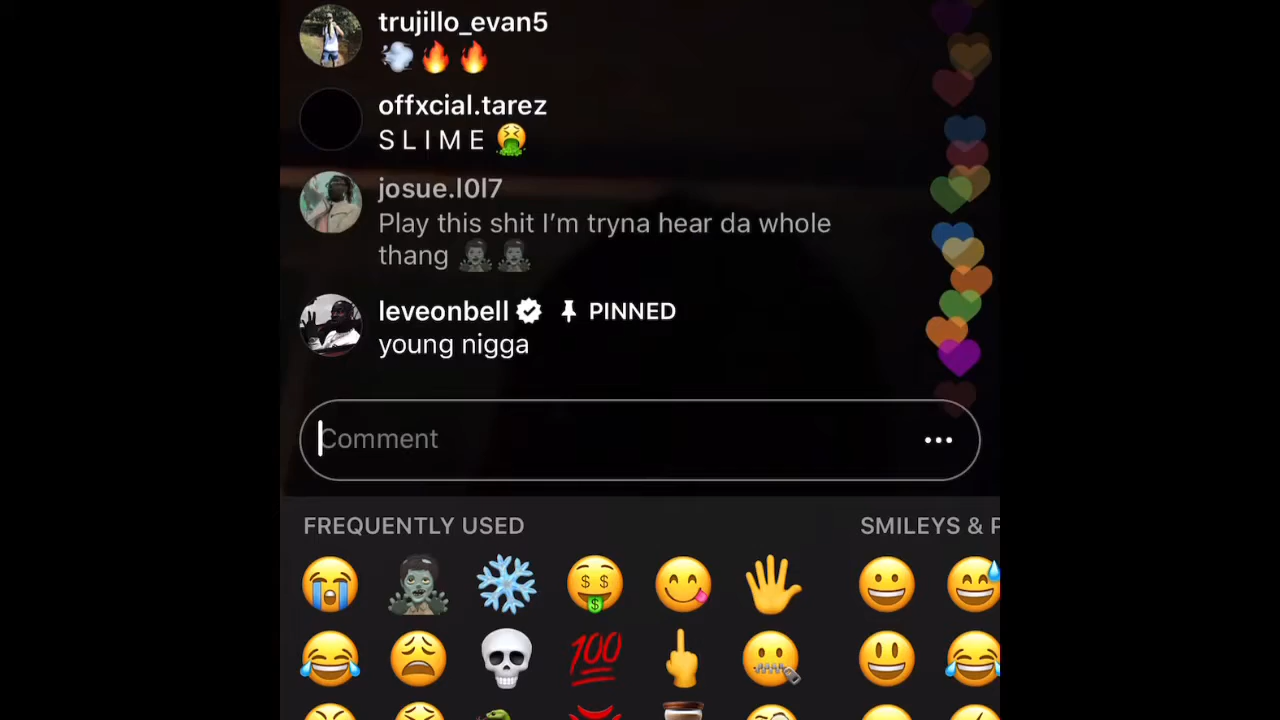 trujillo_evan5
💨🔥🔥
offxcial.tarez
S L I M E 🤮
josue.l0l7
Play this shit I’m tryna hear da whole
thang 🧟‍♂️🧟‍♂️
leveonbell PINNED
young nigga
Comment
FREQUENTLY USED SMILEYS & P